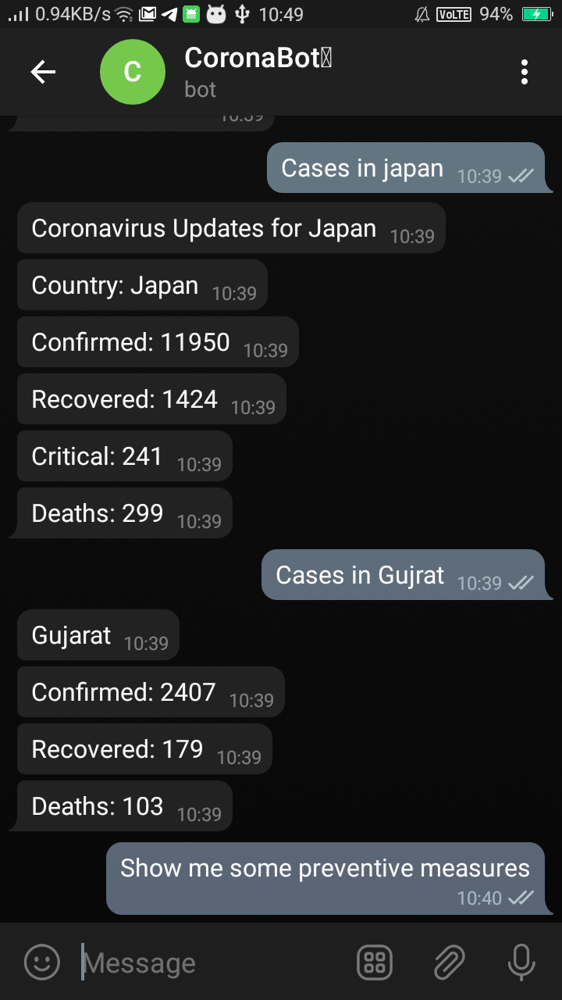 0.94KB/s 10:49 VoLTE 94%
C
CoronaBot
bot
10:39
Cases in japan 10:39
Coronavirus Updates for Japan 10:39
Country: Japan 10:39
Confirmed: 11950 10:39
Recovered: 1424 10:39
Critical: 241 10:39
Deaths: 299 10:39
Cases in Gujrat 10:39
Gujarat 10:39
Confirmed: 2407 10:39
Recovered: 179 10:39
Deaths: 103 10:39
Show me some preventive measures
10:40
Message